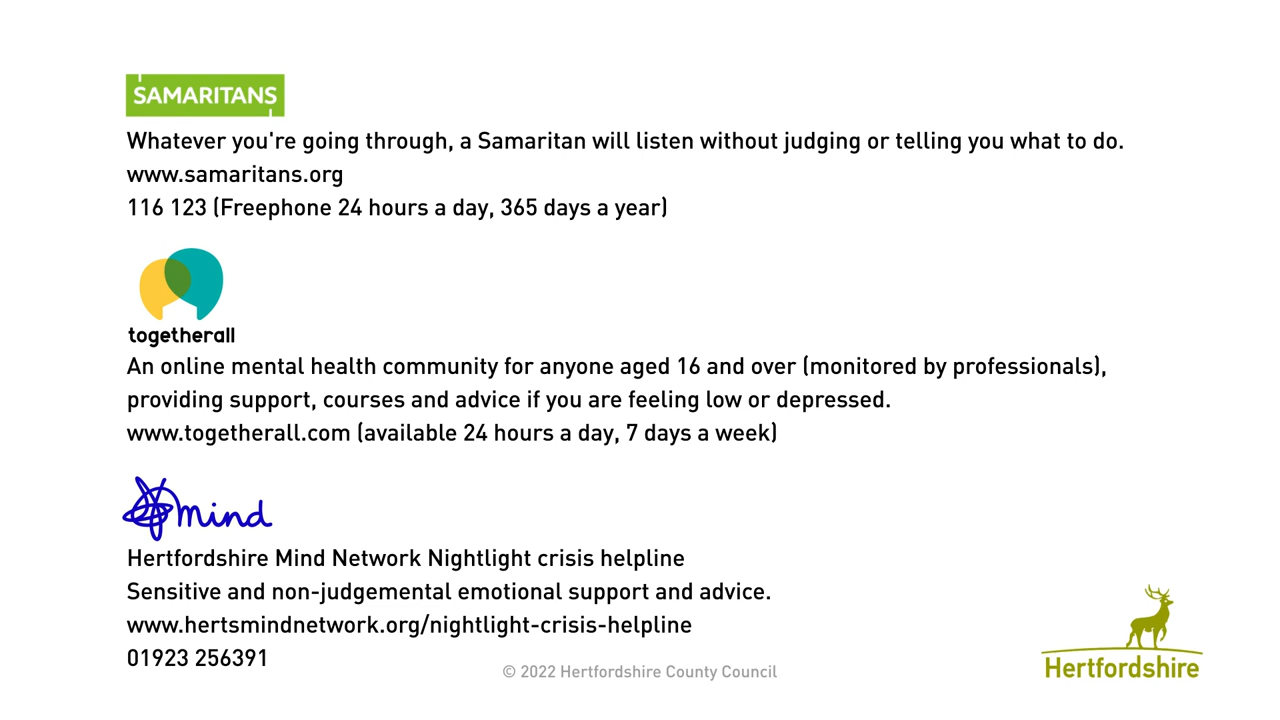 SAMARITANS
Whatever you're going through, a Samaritan will listen without judging or telling you what to do.
www.samaritans.org
116 123 (Freephone 24 hours a day, 365 days a year)
togetherall
An online mental health community for anyone aged 16 and over (monitored by professionals),
providing support, courses and advice if you are feeling low or depressed.
www.togetherall.com (available 24 hours a day, 7 days a week)
mind
Hertfordshire Mind Network Nightlight crisis helpline
Sensitive and non-judgemental emotional support and advice.
www.hertsmindnetwork.org/nightlight-crisis-helpline
01923 256391
© 2022 Hertfordshire County Council
Hertfordshire